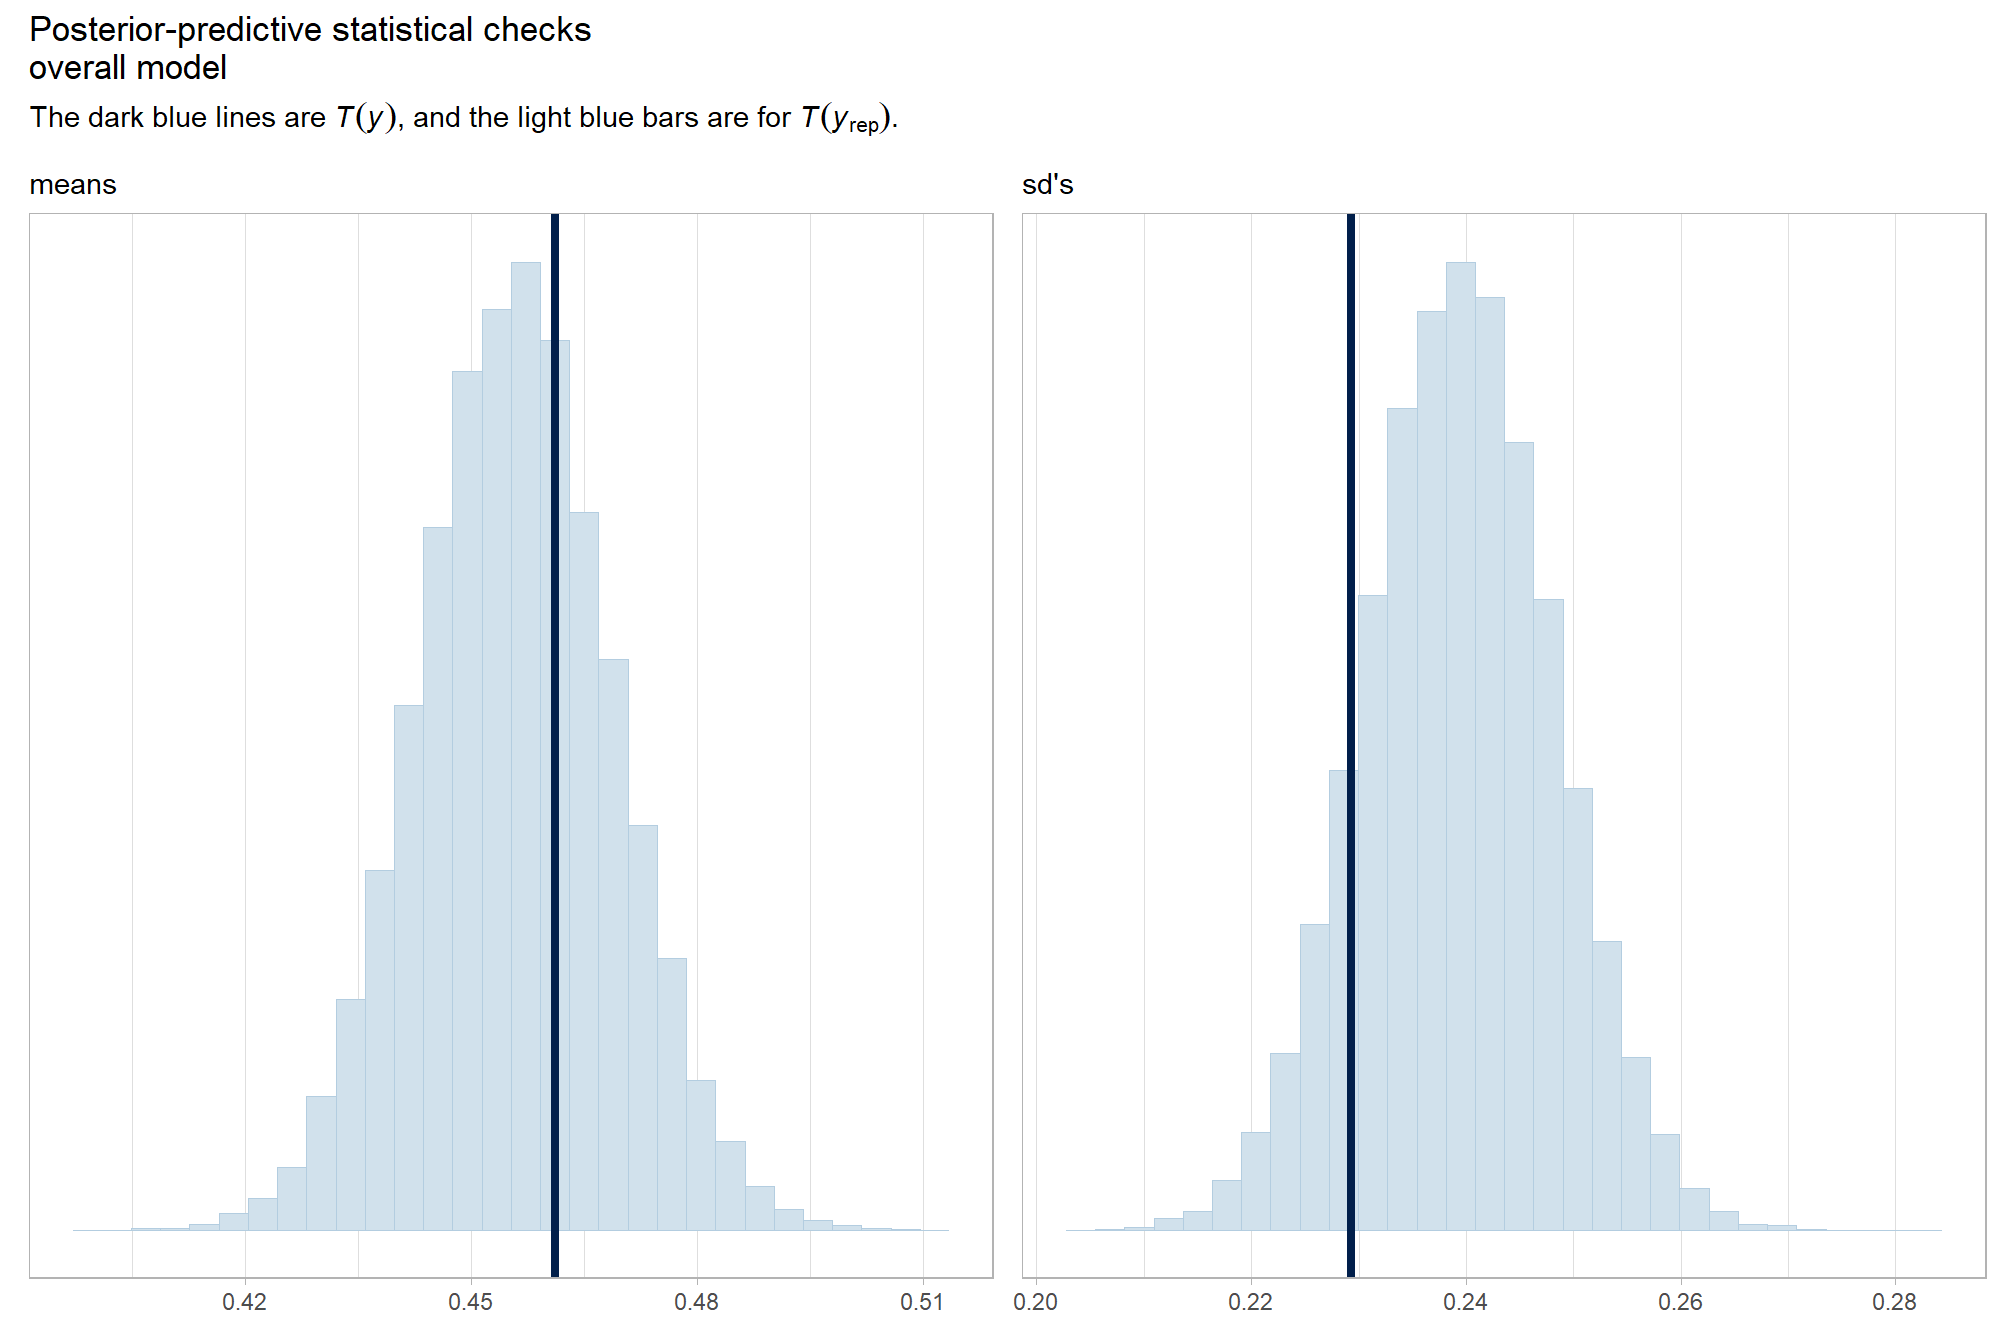 Posterior-predictive statistical checks
overall model
The dark blue lines are T(y), and the light blue bars are for T(yrep).
means
sd's
0.42 0.45 0.48 0.51
0.20 0.22 0.24 0.26 0.28